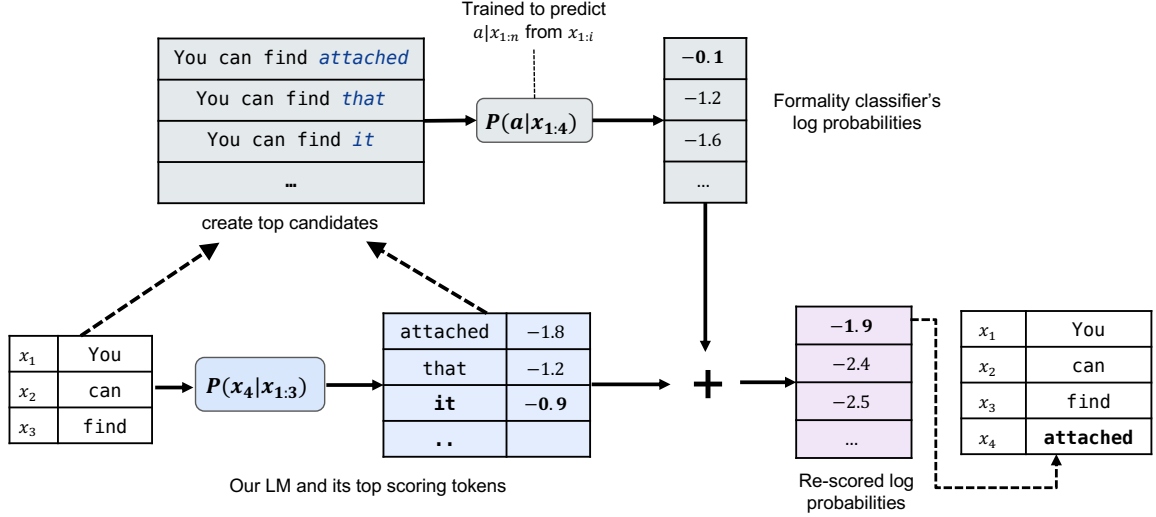 Trained to predict
a|x₁:ₙ from x₁:ᵢ
You can find attached
You can find that
You can find it
…
create top candidates
P(a|x₁:₄)
−0.1
−1.2
−1.6
...
Formality classifier's
log probabilities
x₁ You
x₂ can
x₃ find
P(x₄|x₁:₃)
attached −1.8
that −1.2
it −0.9
..
Our LM and its top scoring tokens
+
−1.9
−2.4
−2.5
...
Re-scored log
probabilities
x₁ You
x₂ can
x₃ find
x₄ attached